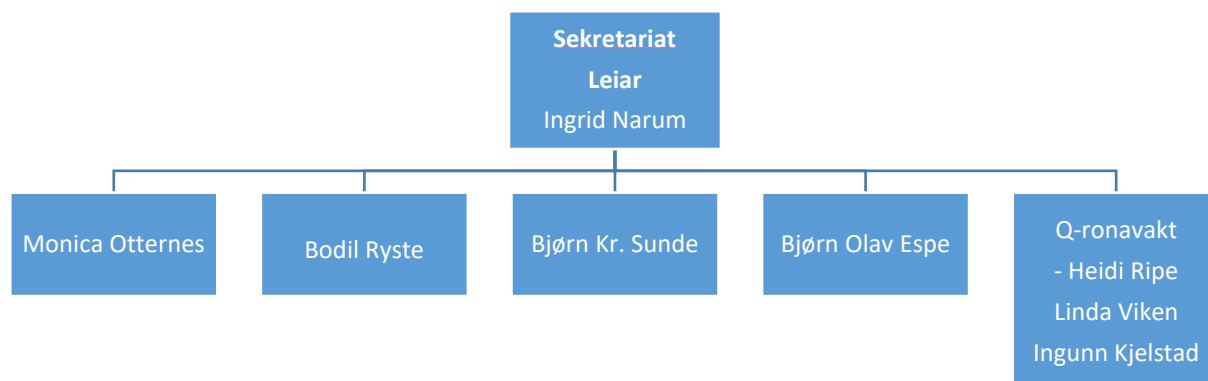 Sekretariat
Leiar
Ingrid Narum
Monica Otternes
Bodil Ryste
Bjørn Kr. Sunde
Bjørn Olav Espe
Q-ronavakt
- Heidi Ripe
Linda Viken
Ingunn Kjelstad